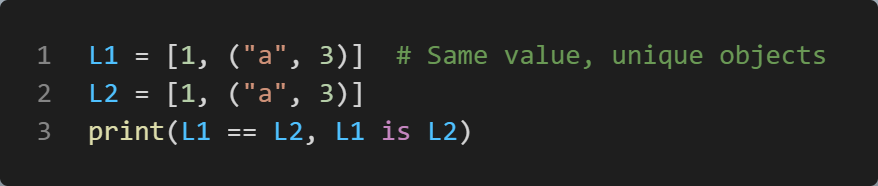 1 L1 = [1, ("a", 3)]  # Same value, unique objects
2 L2 = [1, ("a", 3)]
3 print(L1 == L2, L1 is L2)